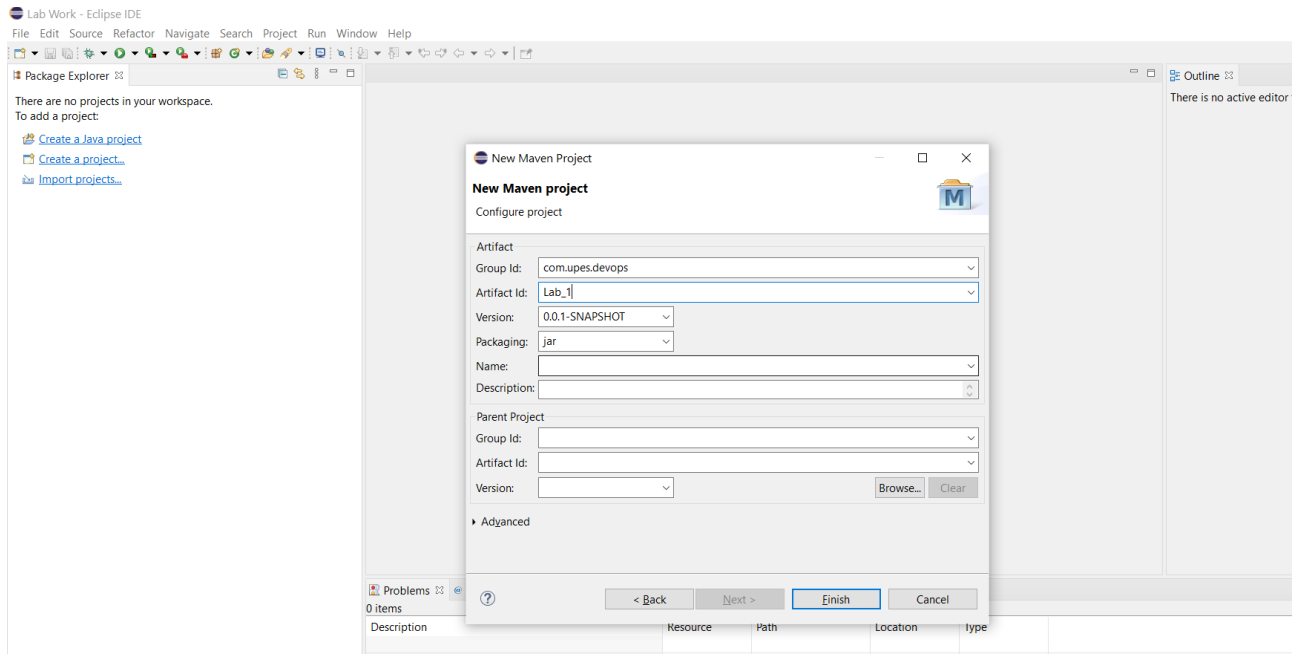 Lab Work - Eclipse IDE
File Edit Source Refactor Navigate Search Project Run Window Help
Package Explorer
There are no projects in your workspace.
To add a project:
Create a Java project
Create a project...
Import projects...
Outline
There is no active editor
New Maven Project
New Maven project
Configure project
M
Artifact
Group Id: com.upes.devops
Artifact Id: Lab_1
Version: 0.0.1-SNAPSHOT
Packaging: jar
Name:
Description:
Parent Project
Group Id:
Artifact Id:
Version:
Browse... Clear
Advanced
? < Back Next > Finish Cancel
Problems @
0 items
Description Resource Path Location Type